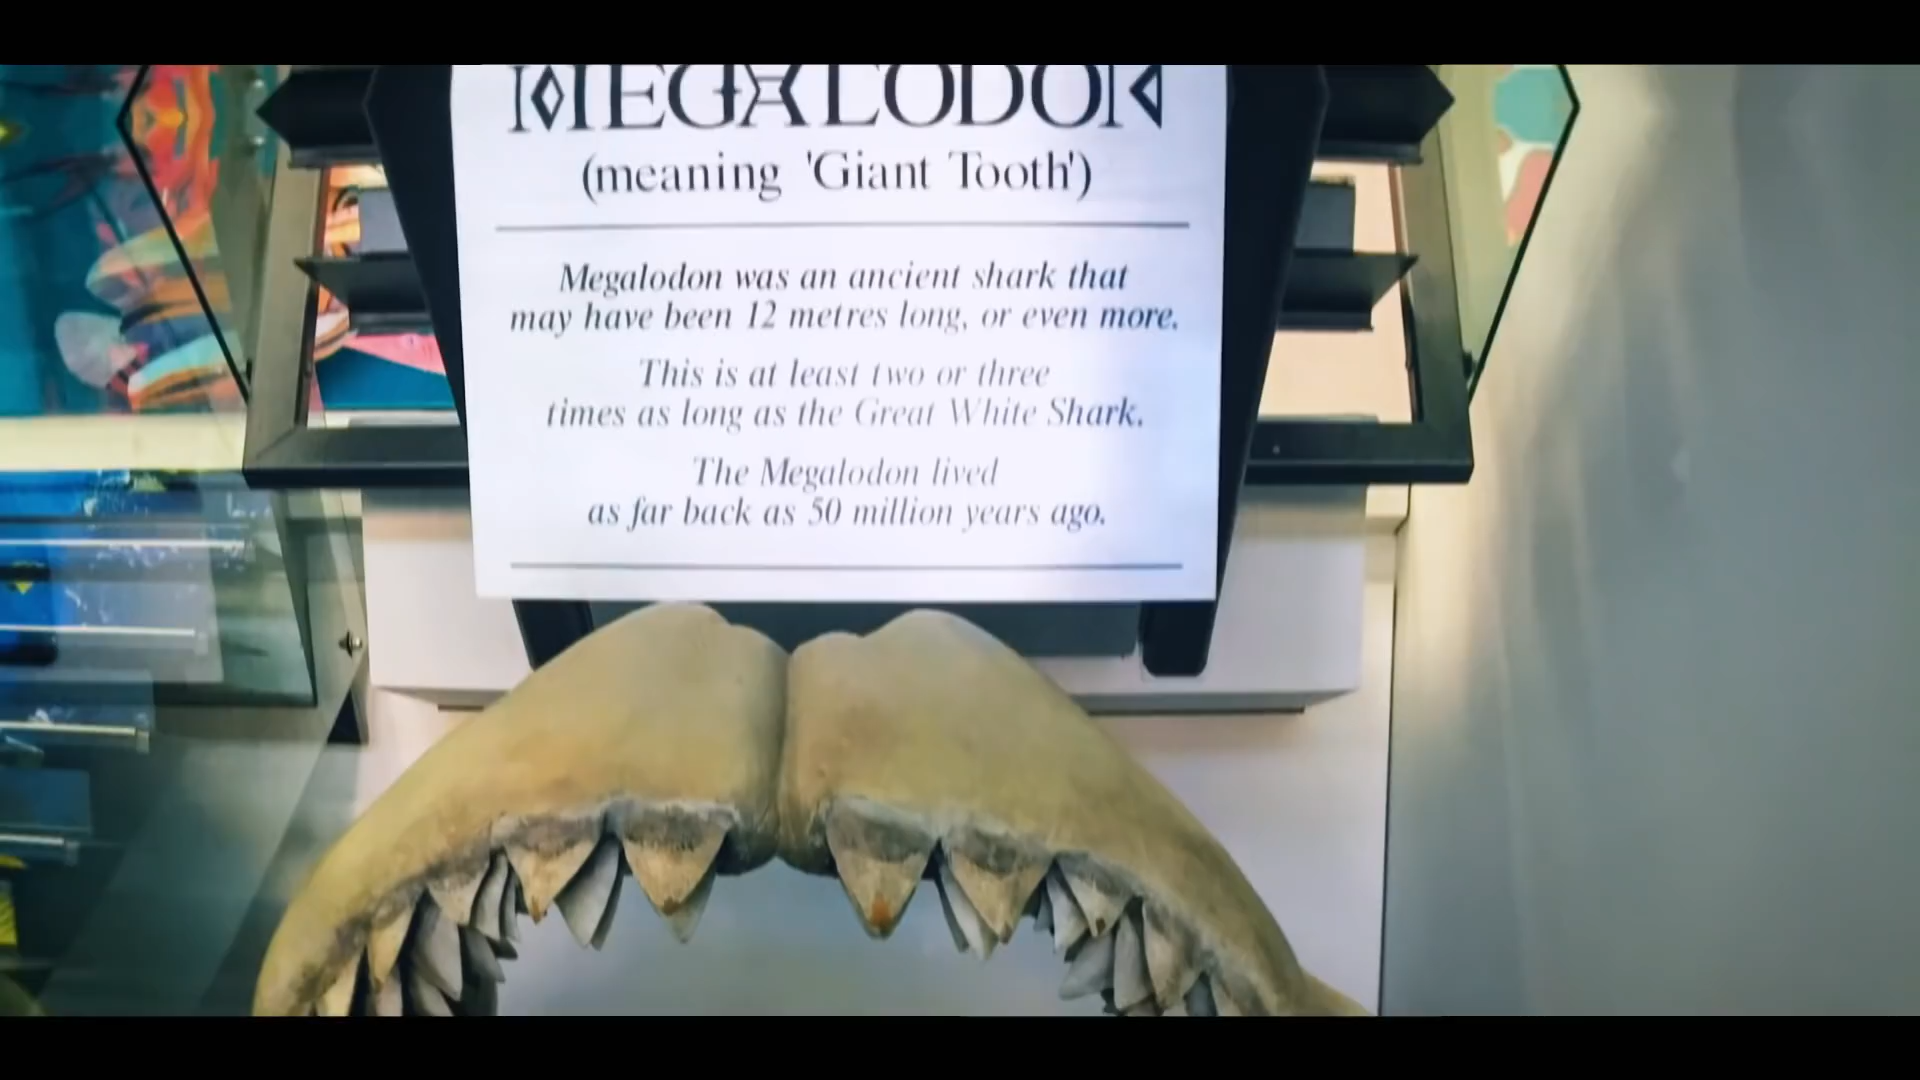 MEGALODON
(meaning 'Giant Tooth')
Megalodon was an ancient shark that
may have been 12 metres long, or even more.
This is at least two or three
times as long as the Great White Shark.
The Megalodon lived
as far back as 50 million years ago.